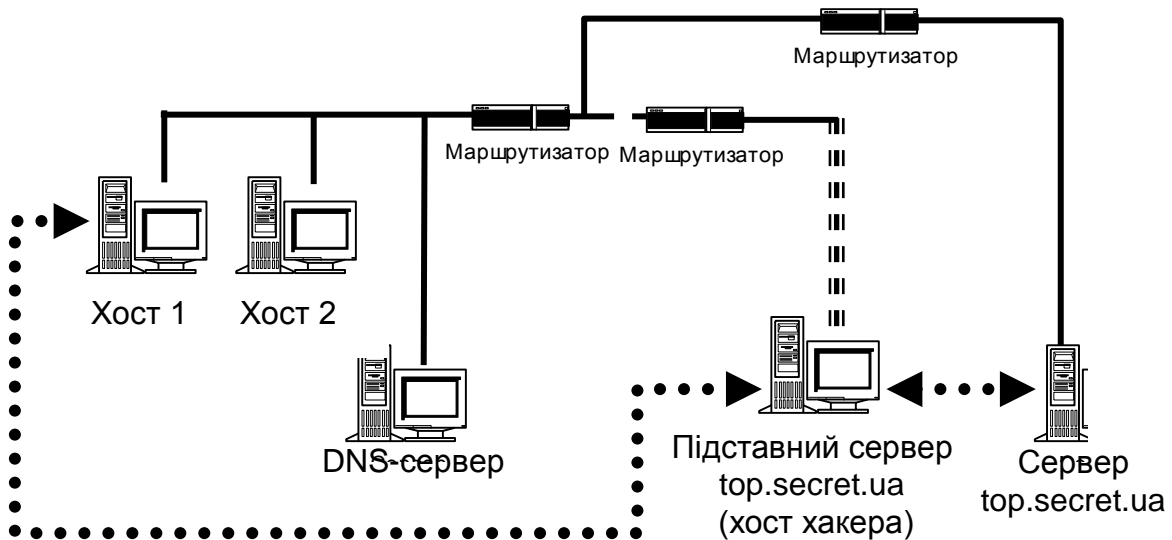 Маршрутизатор
Маршрутизатор
Маршрутизатор
Хост 1
Хост 2
DNS-сервер
Підставний сервер
top.secret.ua
(хост хакера)
Сервер
top.secret.ua